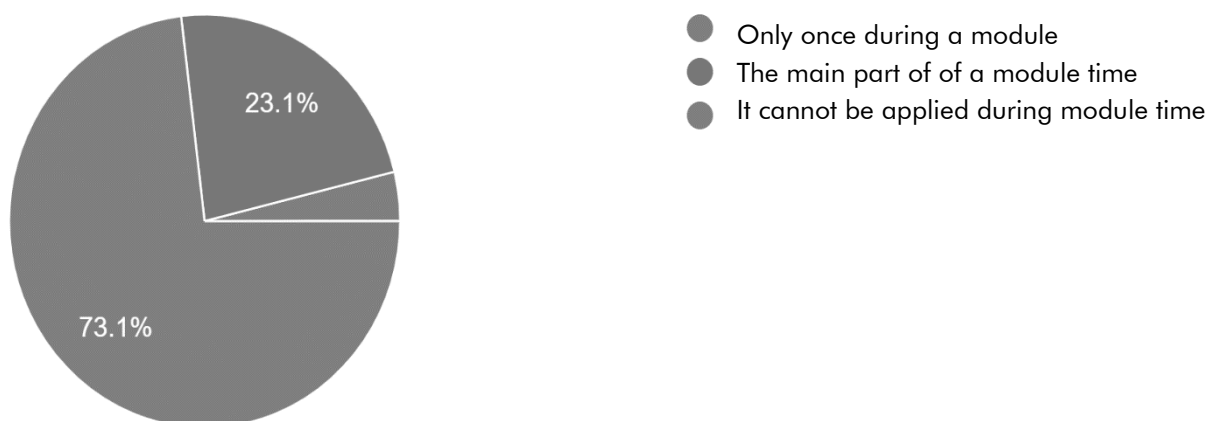 23.1%
73.1%
Only once during a module
The main part of of a module time
It cannot be applied during module time